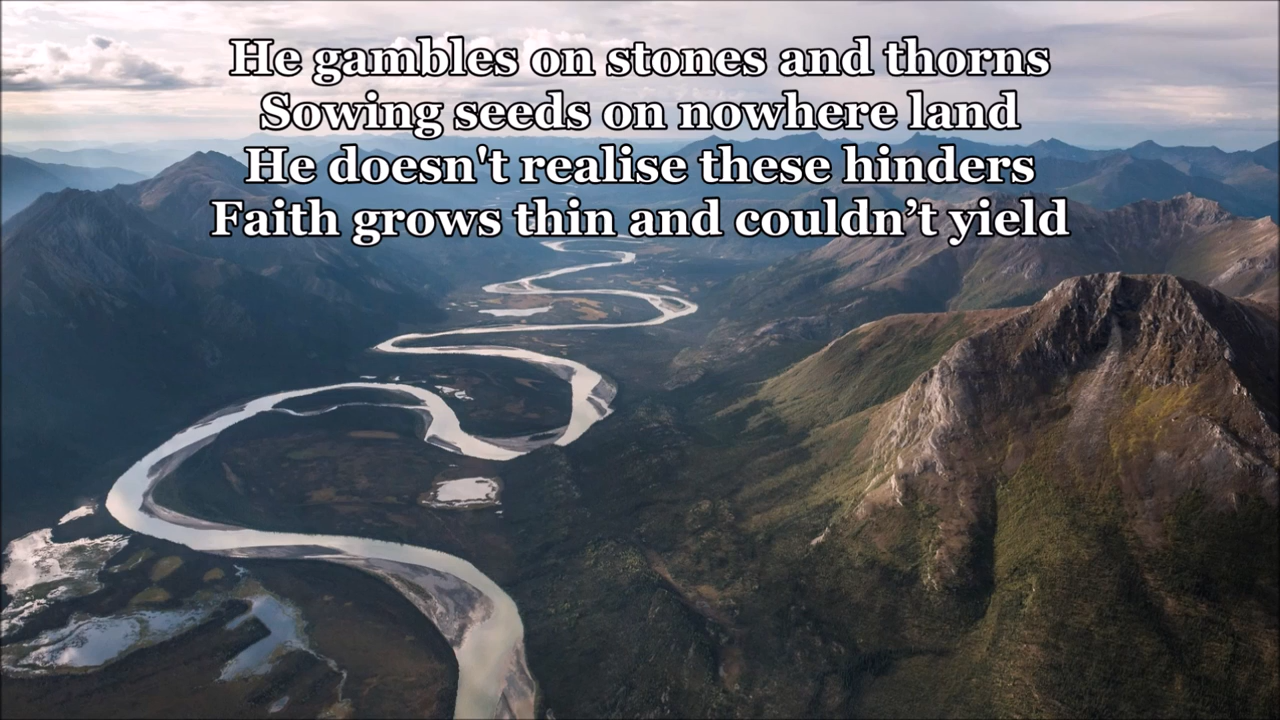 He gambles on stones and thorns
Sowing seeds on nowhere land
He doesn't realise these hinders
Faith grows thin and couldn’t yield